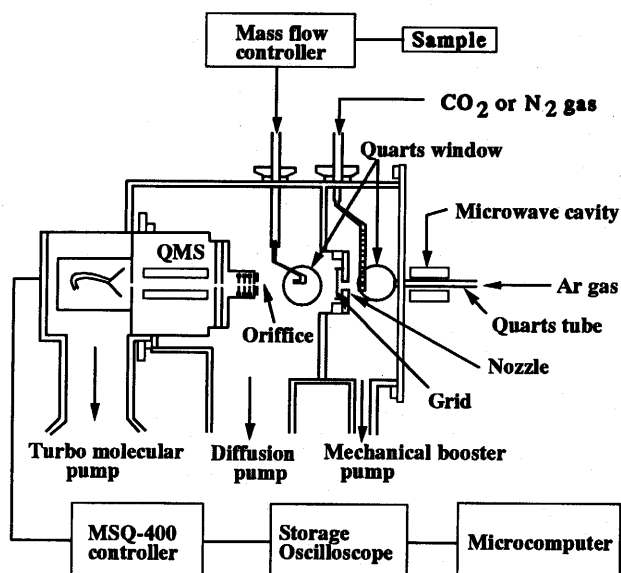 Mass flow
controller
Sample
CO2 or N2 gas
Quarts window
Microwave cavity
QMS
Ar gas
Oriffice
Quarts tube
Nozzle
Grid
Turbo molecular
pump
Diffusion
pump
Mechanical booster
pump
MSQ-400
controller
Storage
Oscilloscope
Microcomputer